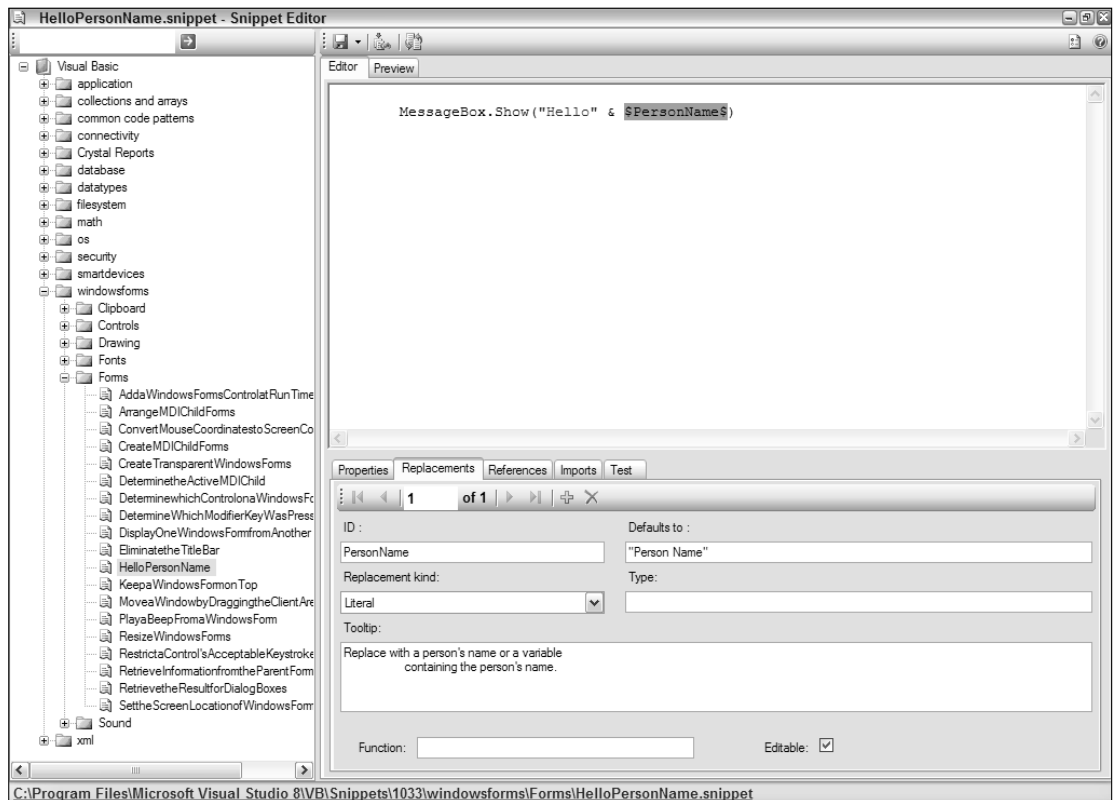 HelloPersonName.snippet - Snippet Editor
Visual Basic
application
collections and arrays
common code patterns
connectivity
Crystal Reports
database
datatypes
filesystem
math
os
security
smartdevices
windowsforms
Clipboard
Controls
Drawing
Fonts
Forms
AddaWindowsFormsControlatRunTime
ArrangeMDIChildForms
ConvertMouseCoordinatestoScreenCo
CreateMDIChildForms
CreateTransparentWindowsForms
DeterminetheActiveMDIChild
DeterminewhichControlonaWindowsFc
DetermineWhichModifierKeyWasPress
DisplayOneWindowsFormfromAnother
EliminatetheTitleBar
HelloPersonName
KeepaWindowsFormonTop
MoveaWindowbyDraggingtheClientAre
PlayaBeepFromaWindowsForm
ResizeWindowsForms
RestrictaControl'sAcceptableKeystroke
RetrieveInformationfromtheParentForm
RetrievetheResultforDialogBoxes
SettheScreenLocationofWindowsForm
Sound
xml
Editor Preview
MessageBox.Show("Hello" & $PersonName$)
Properties Replacements References Imports Test
1 of 1
ID : Defaults to :
PersonName "Person Name"
Replacement kind: Type:
Literal
Tooltip:
Replace with a person's name or a variable
containing the person's name.
Function: Editable:
C:\Program Files\Microsoft Visual Studio 8\VB\Snippets\1033\windowsforms\Forms\HelloPersonName.snippet